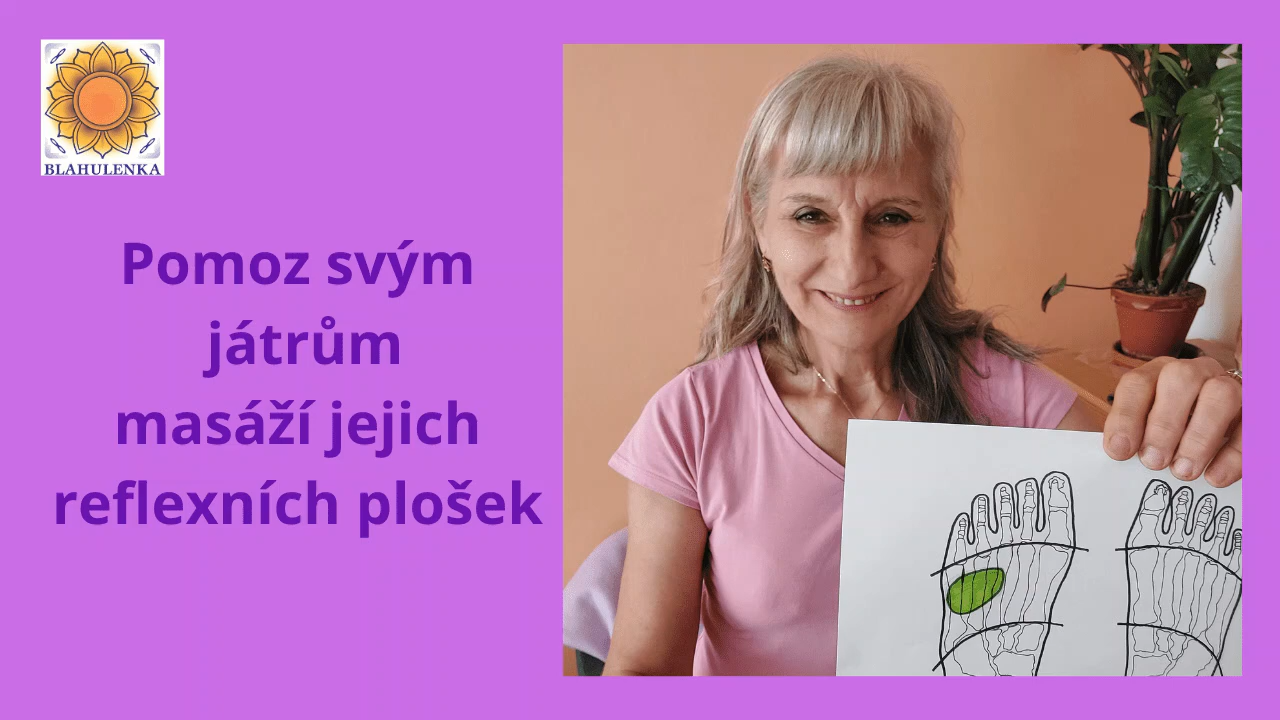 BLAHULENKA
Pomoz svým
játrům
masáží jejich
reflexních plošek